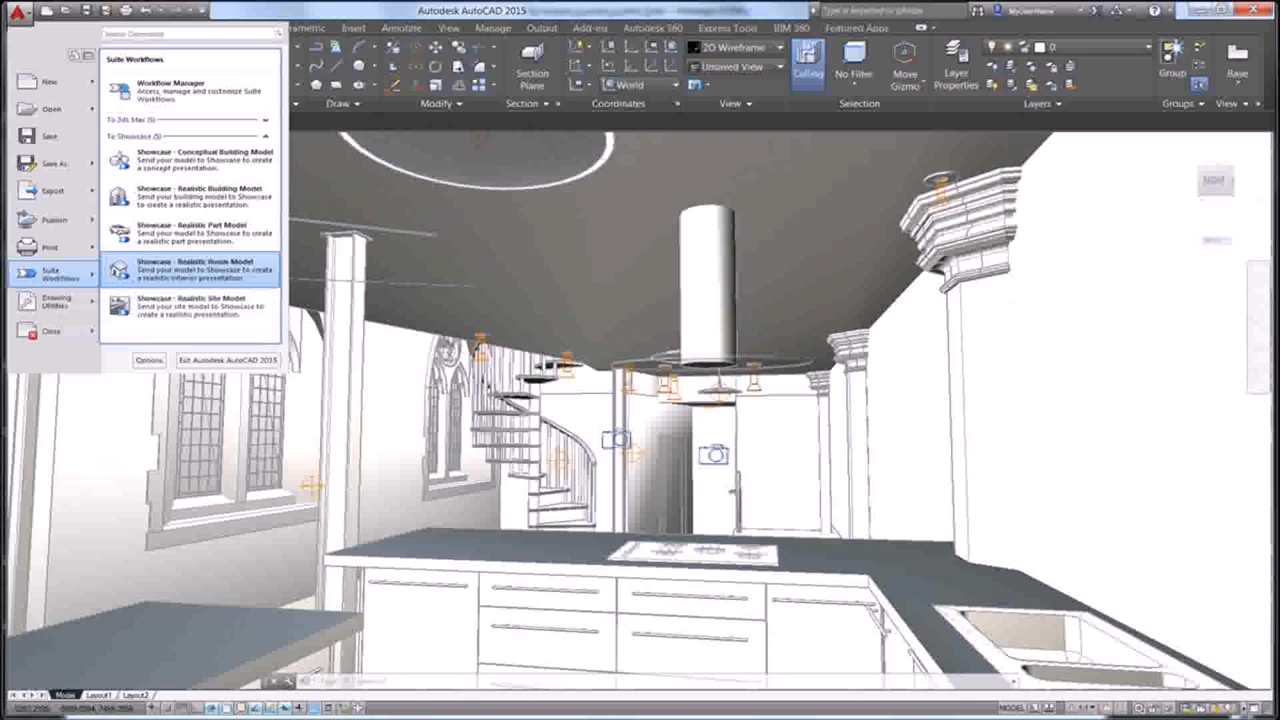 Autodesk AutoCAD 2015
Insert
Annotate
View
Manage
Output
Add-ins
Autodesk 360
Express Tools
BIM 360
Featured Apps
Search Commands
Suite Workflows
Workflow Manager
Access, manage and customize Suite
Workflows.
To 3ds Max (5)
To Showcase (5)
Showcase - Conceptual Building Model
Send your model to Showcase to create
a concept presentation.
Showcase - Realistic Building Model
Send your building model to Showcase
to create a realistic presentation.
Showcase - Realistic Part Model
Send your model to Showcase to create
a realistic part presentation.
Showcase - Realistic Room Model
Send your model to Showcase to create
a realistic interior presentation.
Showcase - Realistic Site Model
Send your site model to Showcase to
create a realistic presentation.
Options
Exit Autodesk AutoCAD 2015
New
Open
Save
Save As
Export
Publish
Print
Suite
Workflows
Drawing
Utilities
Close
Draw
Modify
Section
Plane
Section
World
Coordinates
2D Wireframe
Unsaved View
View
Culling
No Filter
Move
Gizmo
Selection
Layer
Properties
0
Layers
Group
Groups
Base
View
Model
Layout1
Layout2
MODEL